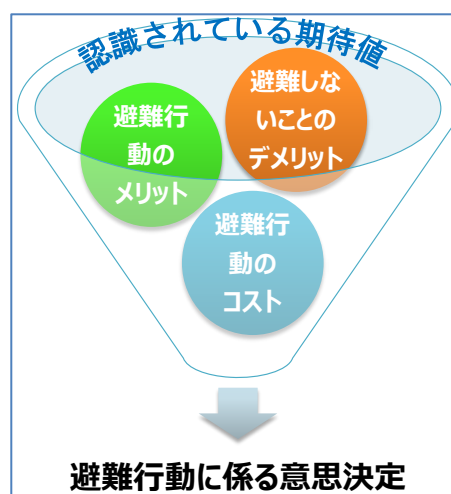 認識されている期待値
避難行
動の
メリット
避難しな
いことの
デメリット
避難行
動の
コスト
避難行動に係る意思決定